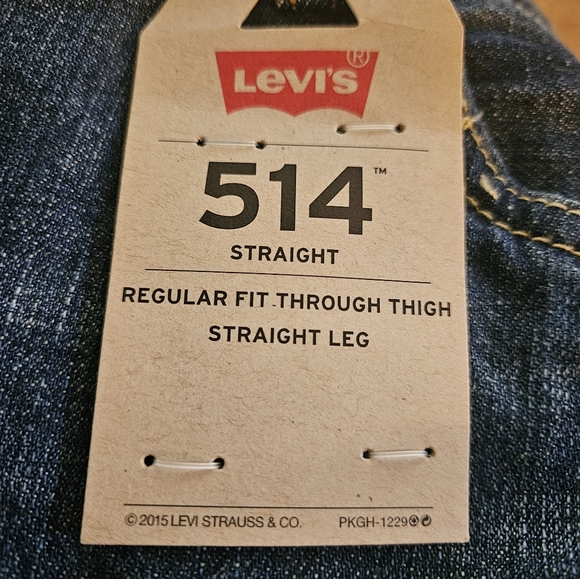 LEVI'S®
514™
STRAIGHT
REGULAR FIT THROUGH THIGH
STRAIGHT LEG
©2015 LEVI STRAUSS & CO. PKGH-1229